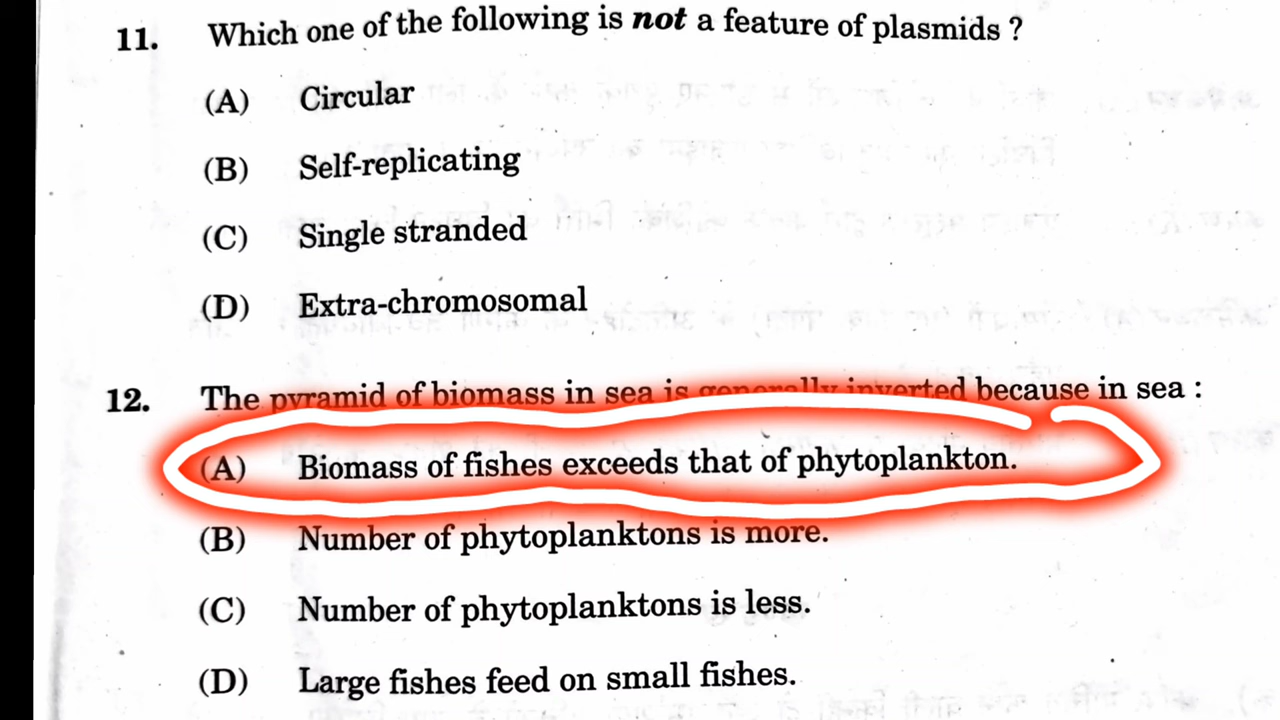 11. Which one of the following is not a feature of plasmids ?
(A) Circular
(B) Self-replicating
(C) Single stranded
(D) Extra-chromosomal
12. The pyramid of biomass in sea is generally inverted because in sea :
(A) Biomass of fishes exceeds that of phytoplankton.
(B) Number of phytoplanktons is more.
(C) Number of phytoplanktons is less.
(D) Large fishes feed on small fishes.